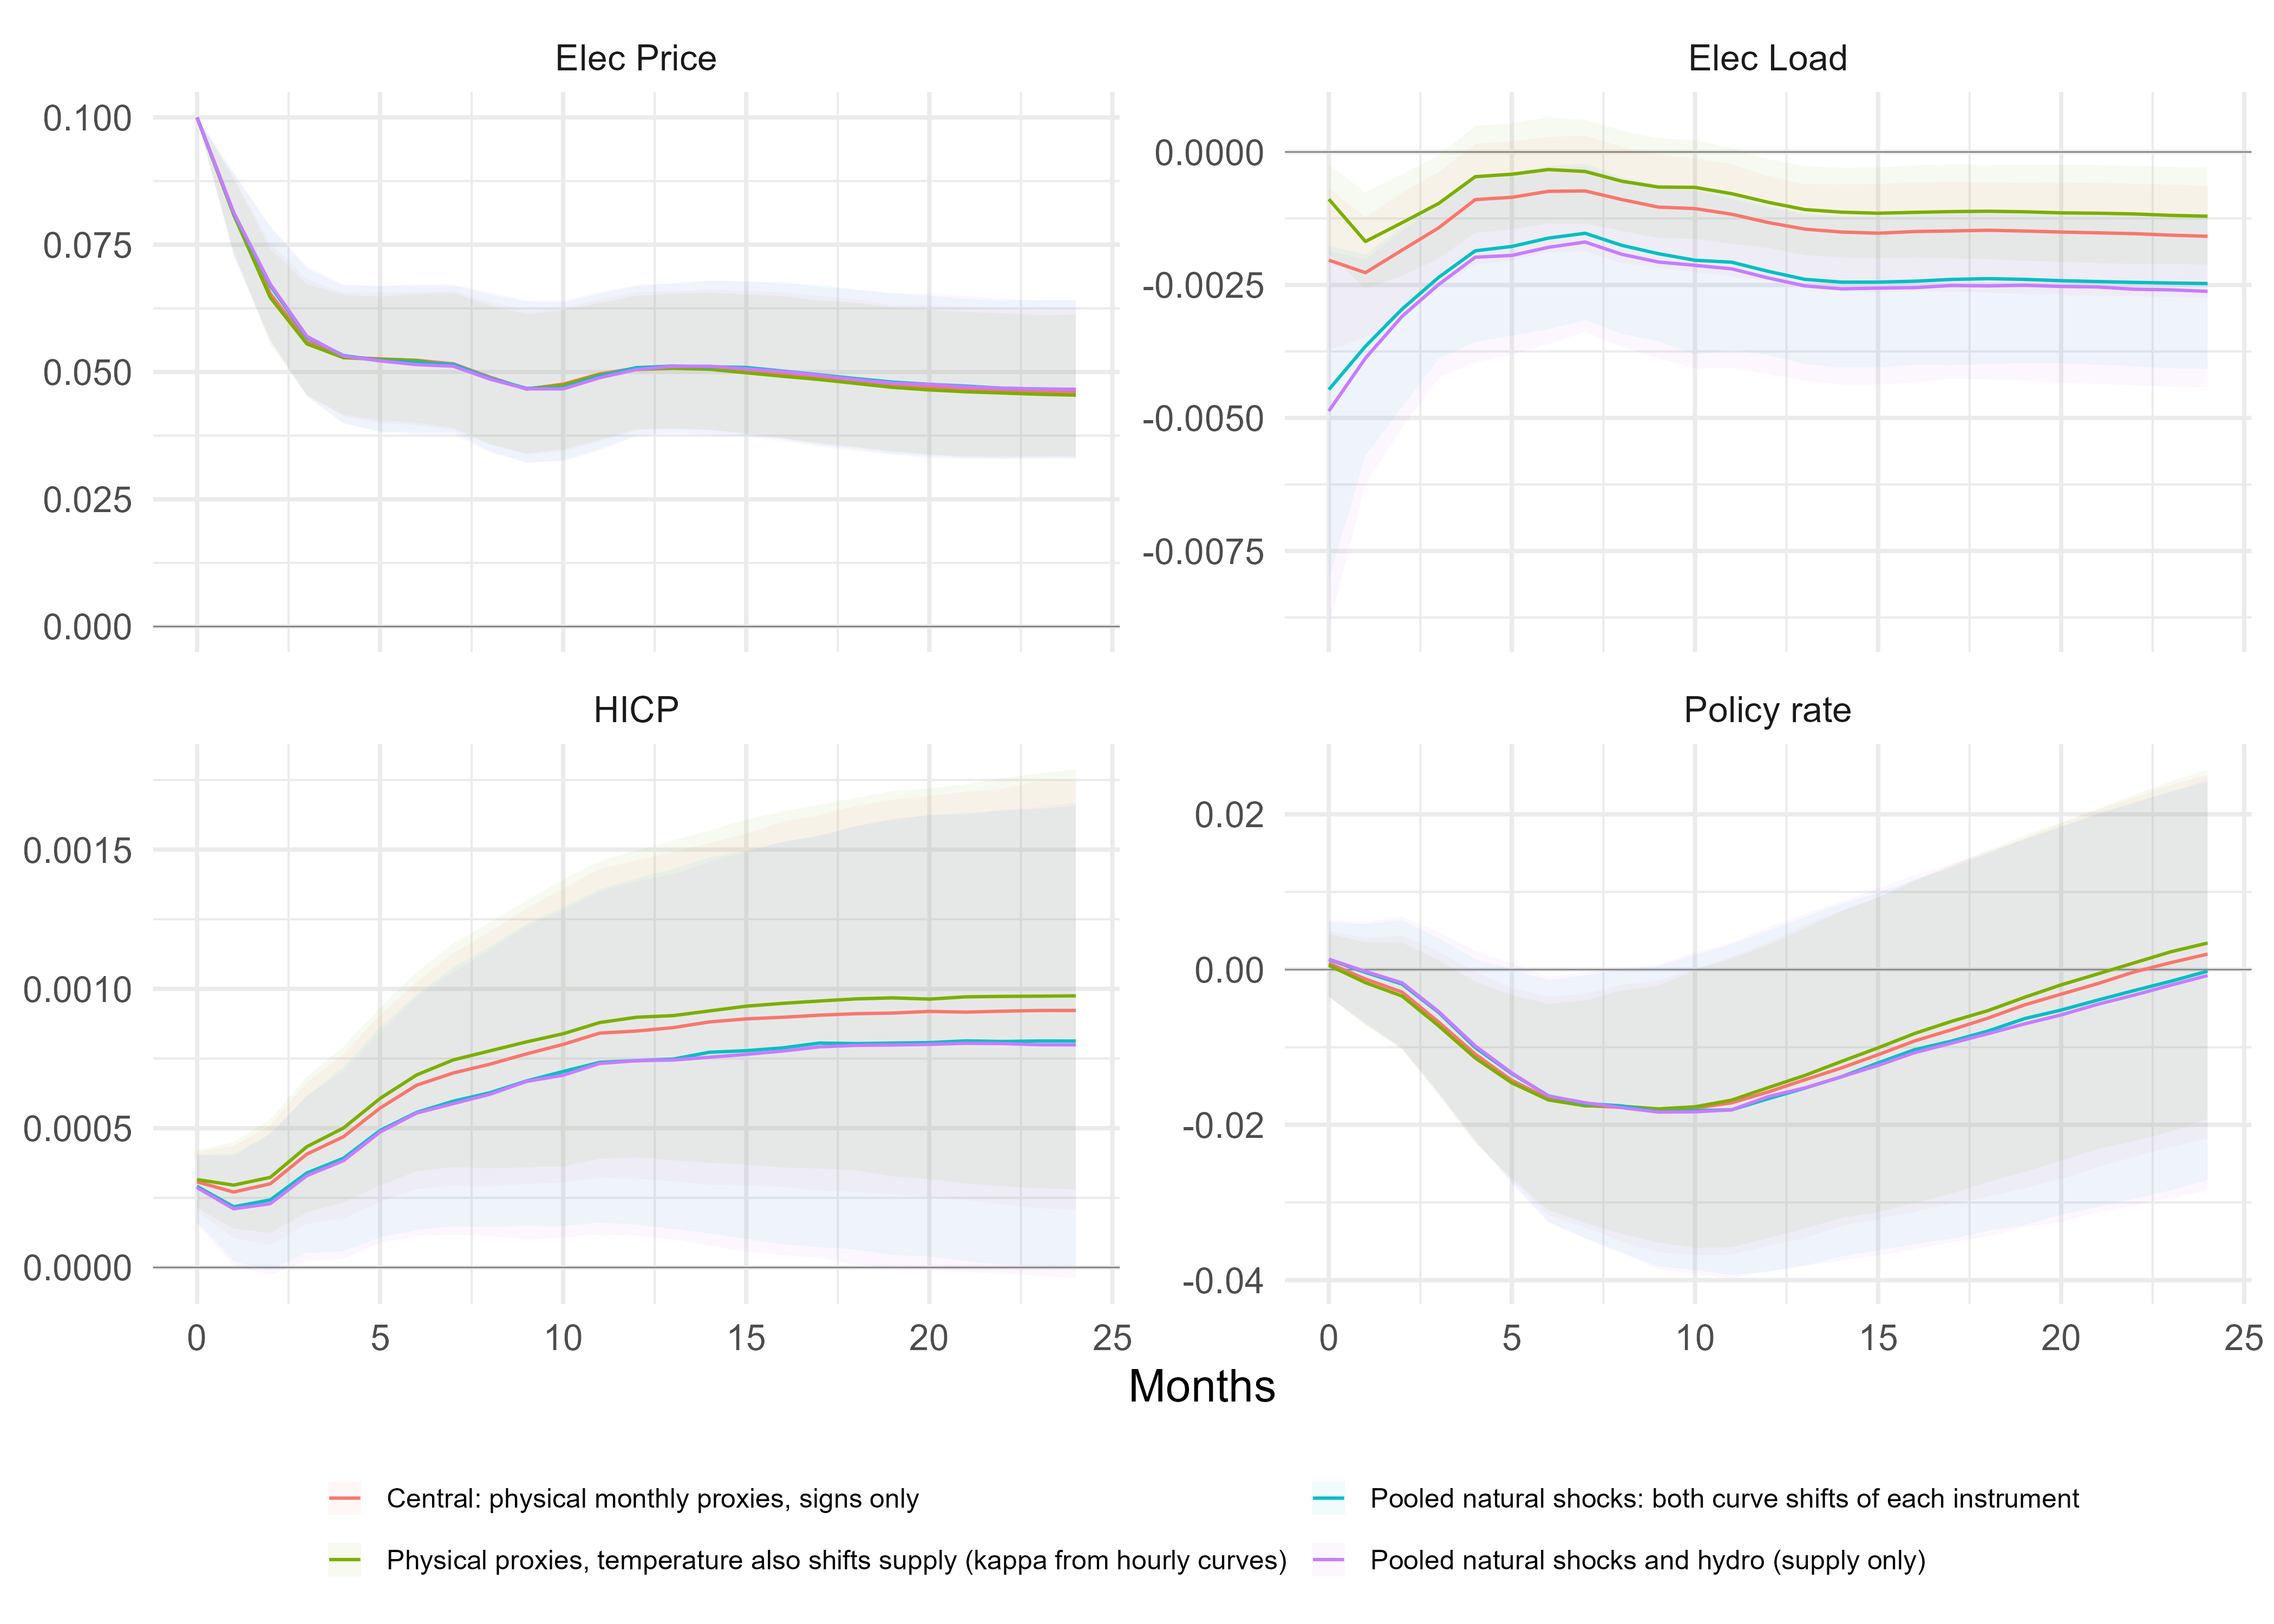 Elec Price
Elec Load
0.100
0.075
0.050
0.025
0.000
0.0000
-0.0025
-0.0050
-0.0075
HICP
Policy rate
0.0015
0.0010
0.0005
0.0000
0.02
0.00
-0.02
-0.04
0 5 10 15 20 25
0 5 10 15 20 25
Months
Central: physical monthly proxies, signs only
Pooled natural shocks: both curve shifts of each instrument
Physical proxies, temperature also shifts supply (kappa from hourly curves)
Pooled natural shocks and hydro (supply only)